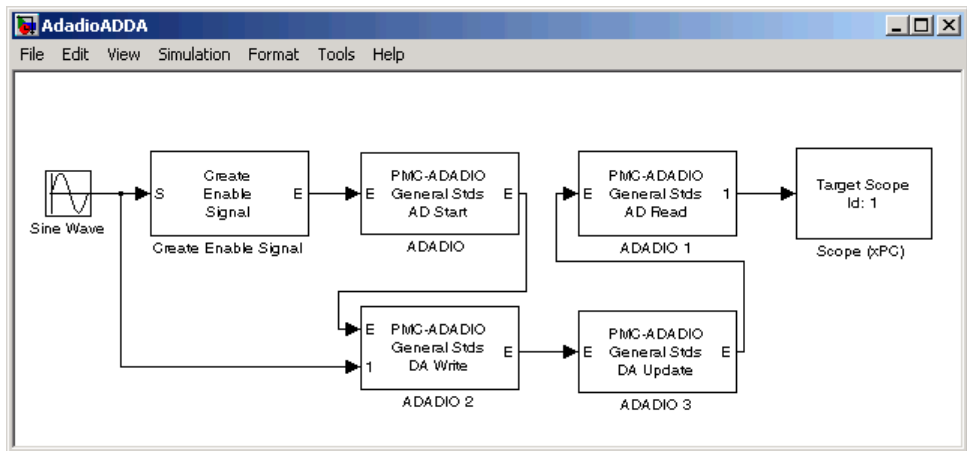 AdadioADDA
File Edit View Simulation Format Tools Help
Sine Wave
S
Create
Enable
Signal
E
Create Enable Signal
E
PMC-ADADIO
General Stds
AD Start
E
ADADIO
E
PMC-ADADIO
General Stds
AD Read
1
ADADIO 1
Target Scope
Id: 1
Scope (xPC)
E
1
PMC-ADADIO
General Stds
DA Write
E
ADADIO 2
E
PMC-ADADIO
General Stds
DA Update
E
ADADIO 3